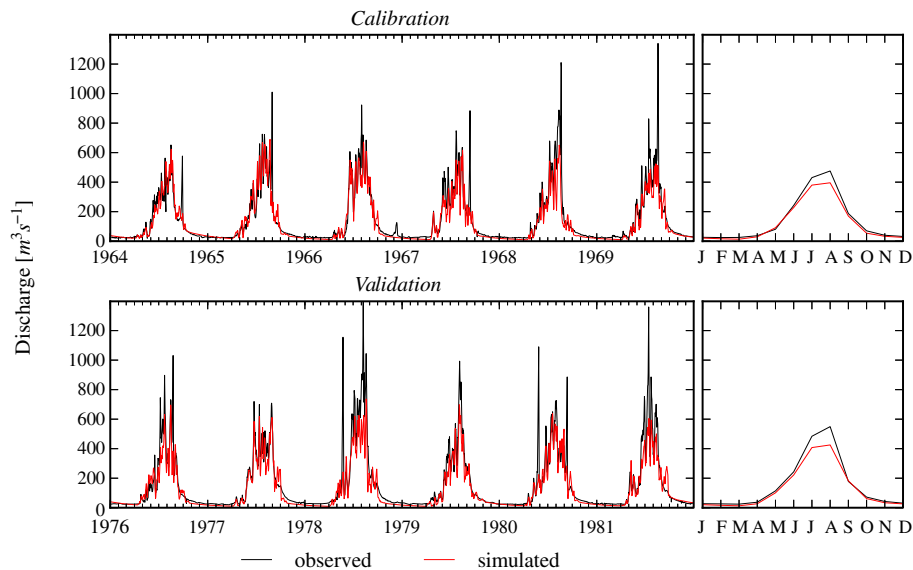 Calibration
1200
1000
800
600
400
200
0
1964 1965 1966 1967 1968 1969
J F M A M J J A S O N D
Discharge [m³s⁻¹]
Validation
1200
1000
800
600
400
200
0
1976 1977 1978 1979 1980 1981
J F M A M J J A S O N D
observed simulated